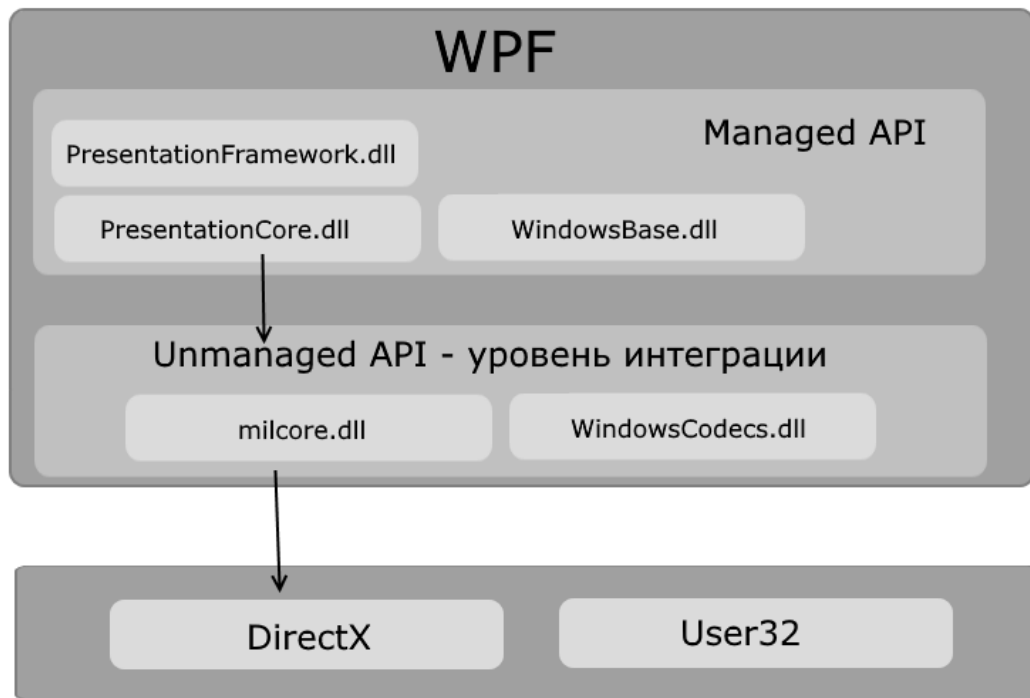 WPF
Managed API
PresentationFramework.dll
PresentationCore.dll
WindowsBase.dll
Unmanaged API - уровень интеграции
milcore.dll
WindowsCodecs.dll
DirectX
User32